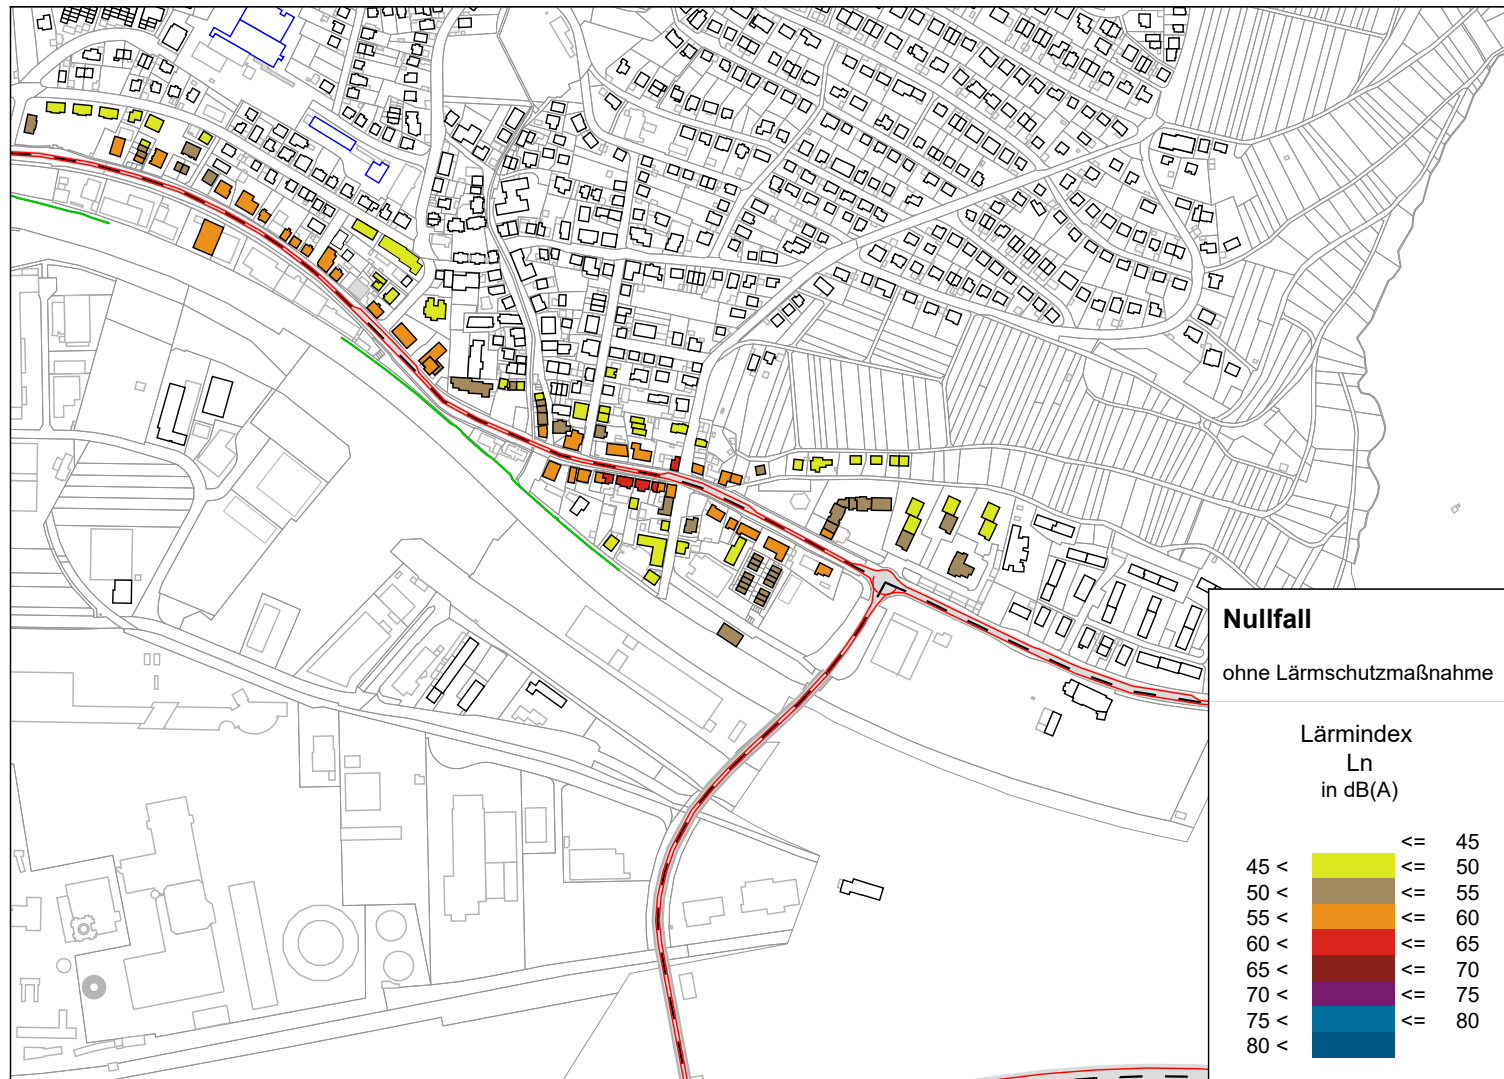 Nullfall
ohne Lärmschutzmaßnahme
Lärmindex
Ln
in dB(A)
<= 45
45 < <= 50
50 < <= 55
55 < <= 60
60 < <= 65
65 < <= 70
70 < <= 75
75 < <= 80
80 <